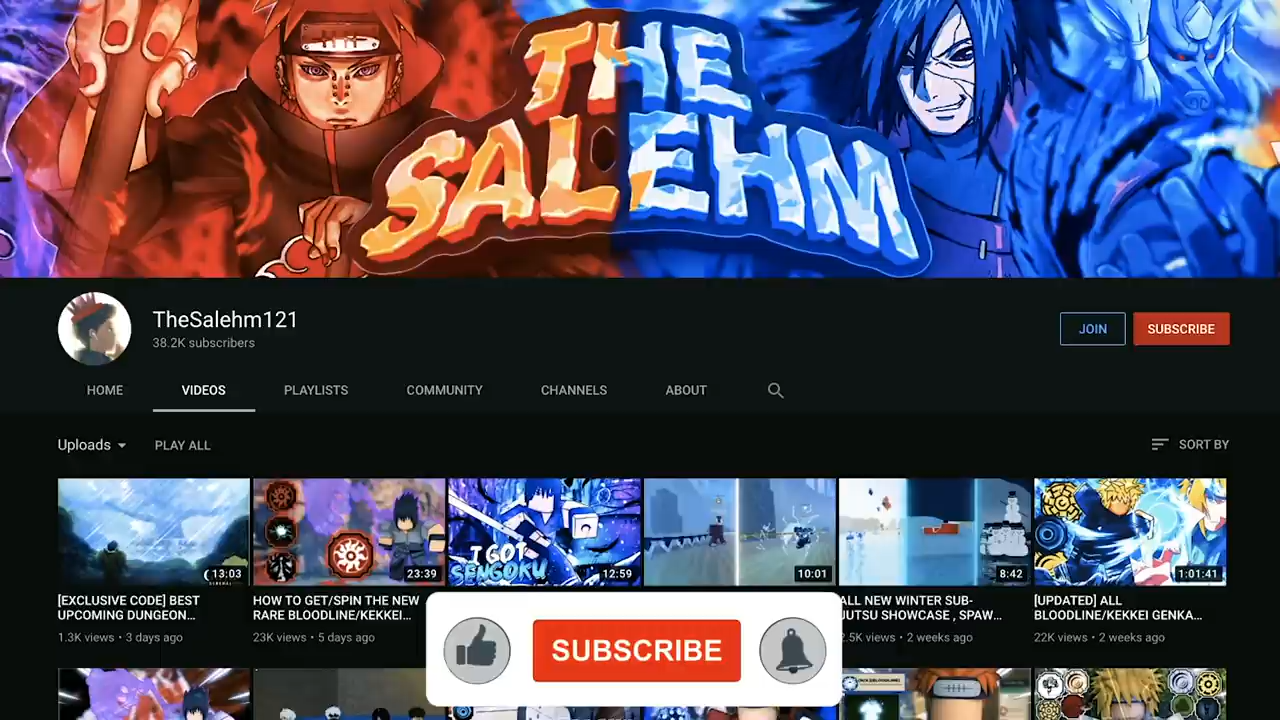 THE
SALEHM
TheSalehm121
38.2K subscribers
JOIN
SUBSCRIBE
HOME
VIDEOS
PLAYLISTS
COMMUNITY
CHANNELS
ABOUT
Uploads
PLAY ALL
SORT BY
13:03
23:39
I GOT
SENGOKU
12:59
10:01
8:42
1:01:41
[EXCLUSIVE CODE] BEST
UPCOMING DUNGEON...
1.3K views • 3 days ago
HOW TO GET/SPIN THE NEW
RARE BLOODLINE/KEKKEI...
23K views • 5 days ago
ALL NEW WINTER SUB-
JUTSU SHOWCASE , SPAW...
2.5K views • 2 weeks ago
[UPDATED] ALL
BLOODLINE/KEKKEI GENKA...
22K views • 2 weeks ago
SUBSCRIBE